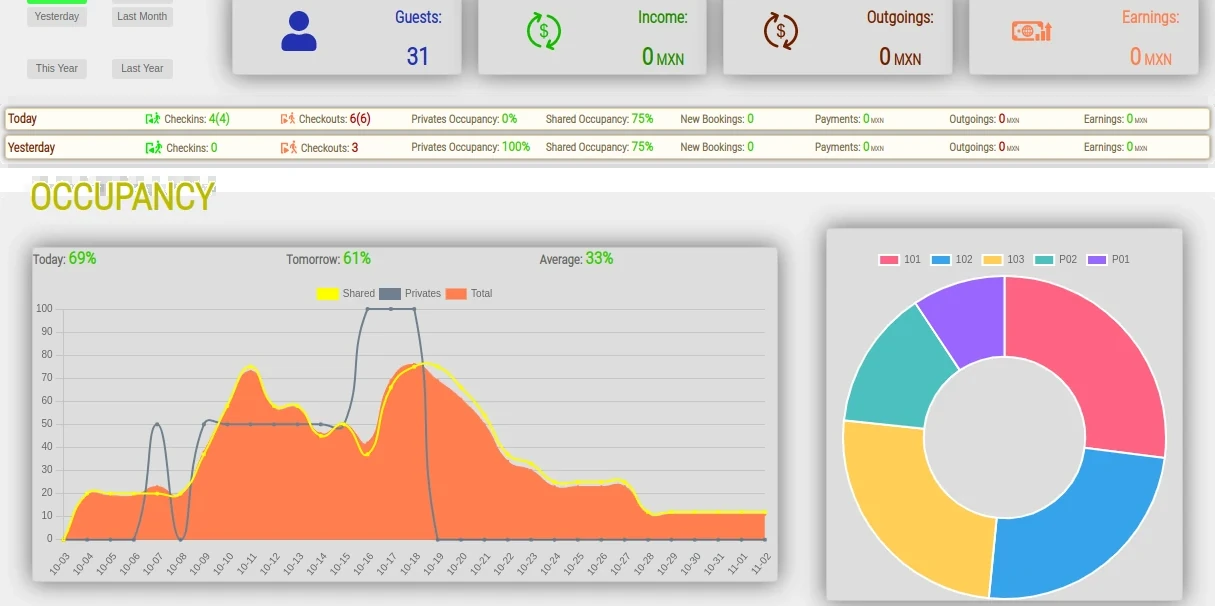 Yesterday Last Month
This Year Last Year
Guests:
31
Income:
0 MXN
Outgoings:
0 MXN
Earnings:
0 MXN
Today Checkins: 4(4) Checkouts: 6(6) Privates Occupancy: 0% Shared Occupancy: 75% New Bookings: 0 Payments: 0 MXN Outgoings: 0 MXN Earnings: 0 MXN
Yesterday Checkins: 0 Checkouts: 3 Privates Occupancy: 100% Shared Occupancy: 75% New Bookings: 0 Payments: 0 MXN Outgoings: 0 MXN Earnings: 0 MXN
OCCUPANCY
Today: 69% Tomorrow: 61% Average: 33%
Shared Privates Total
100
90
80
70
60
50
40
30
20
10
0
10-03 10-04 10-05 10-06 10-07 10-08 10-09 10-10 10-11 10-12 10-13 10-14 10-15 10-16 10-17 10-18 10-19 10-20 10-21 10-22 10-23 10-24 10-25 10-26 10-27 10-28 10-29 10-30 10-31 11-01 11-02
101 102 103 P02 P01